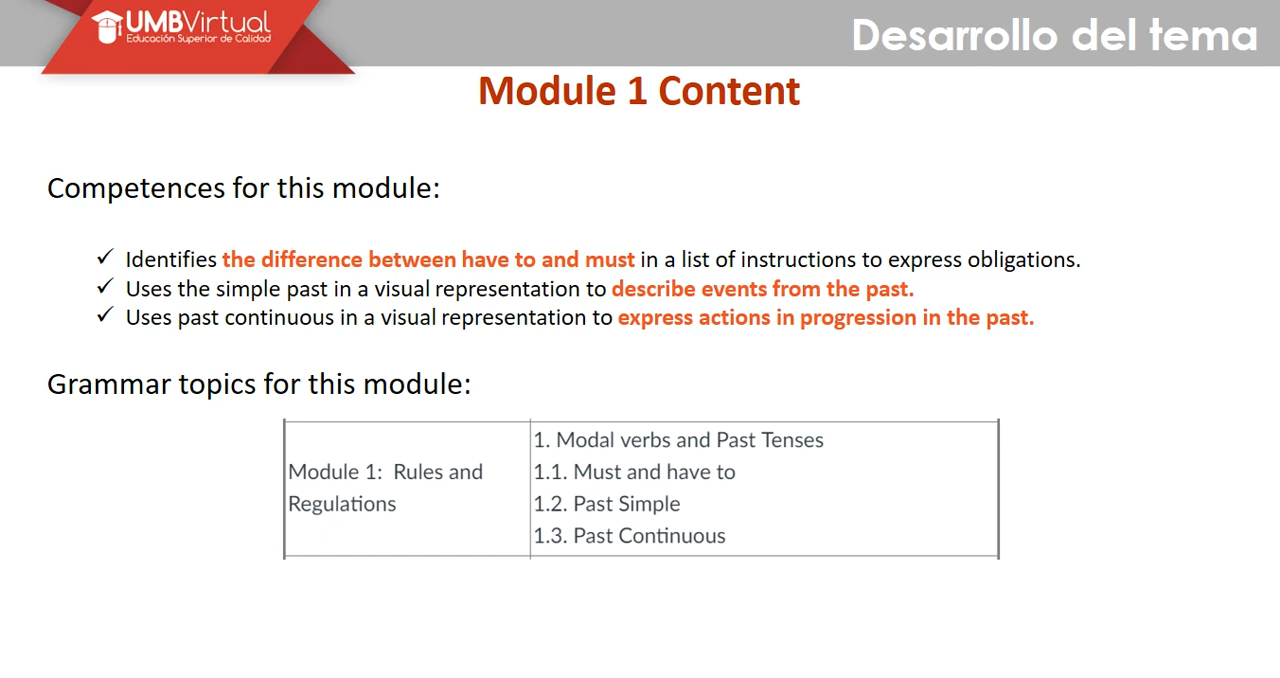 UMBVirtual
Educación Superior de Calidad
Desarrollo del tema
Module 1 Content
Competences for this module:
✓ Identifies the difference between have to and must in a list of instructions to express obligations.
✓ Uses the simple past in a visual representation to describe events from the past.
✓ Uses past continuous in a visual representation to express actions in progression in the past.
Grammar topics for this module:
Module 1: Rules and
Regulations
1. Modal verbs and Past Tenses
1.1. Must and have to
1.2. Past Simple
1.3. Past Continuous